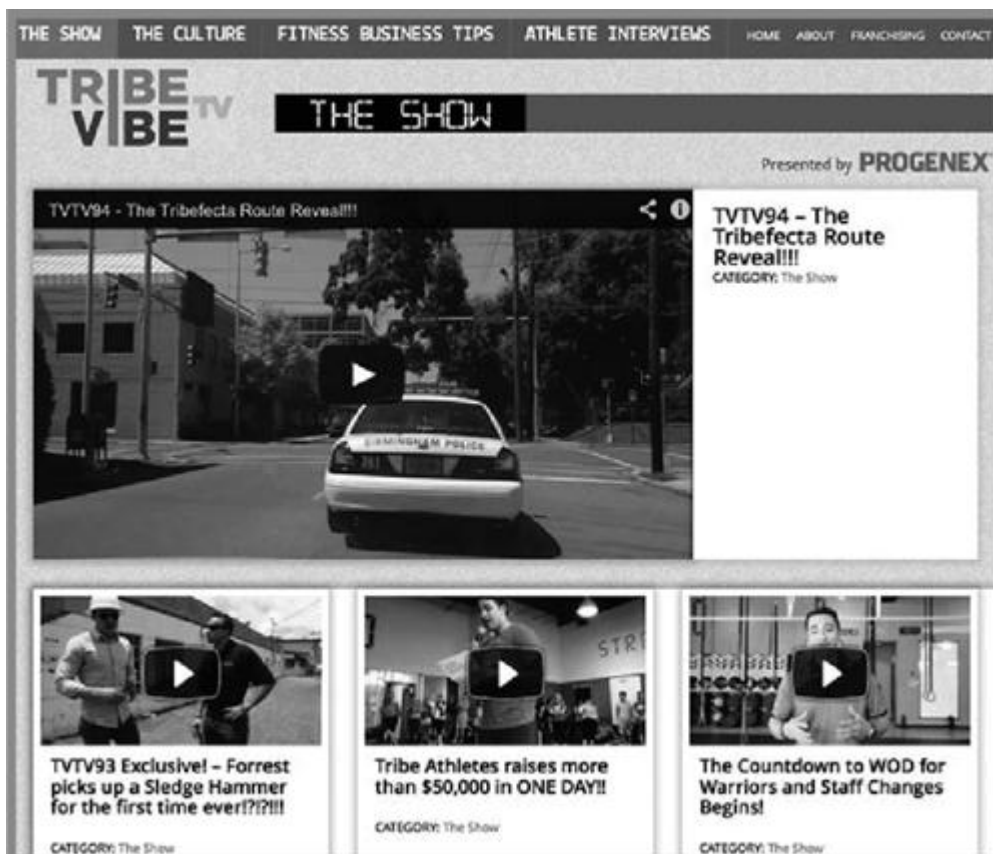 THE SHOW THE CULTURE FITNESS BUSINESS TIPS ATHLETE INTERVIEWS HOME ABOUT FRANCHISING CONTACT
TRIBE
VIBE TV
THE SHOW
Presented by PROGENEX
TVTV94 - The Tribefecta Route Reveal!!!
BIRMINGHAM POLICE
TVTV94 – The
Tribefecta Route
Reveal!!!
CATEGORY: The Show
STRE
TVTV93 Exclusive! – Forrest
picks up a Sledge Hammer
for the first time ever!?!?!!!
CATEGORY: The Show
Tribe Athletes raises more
than $50,000 in ONE DAY!!
CATEGORY: The Show
The Countdown to WOD for
Warriors and Staff Changes
Begins!
CATEGORY: The Show